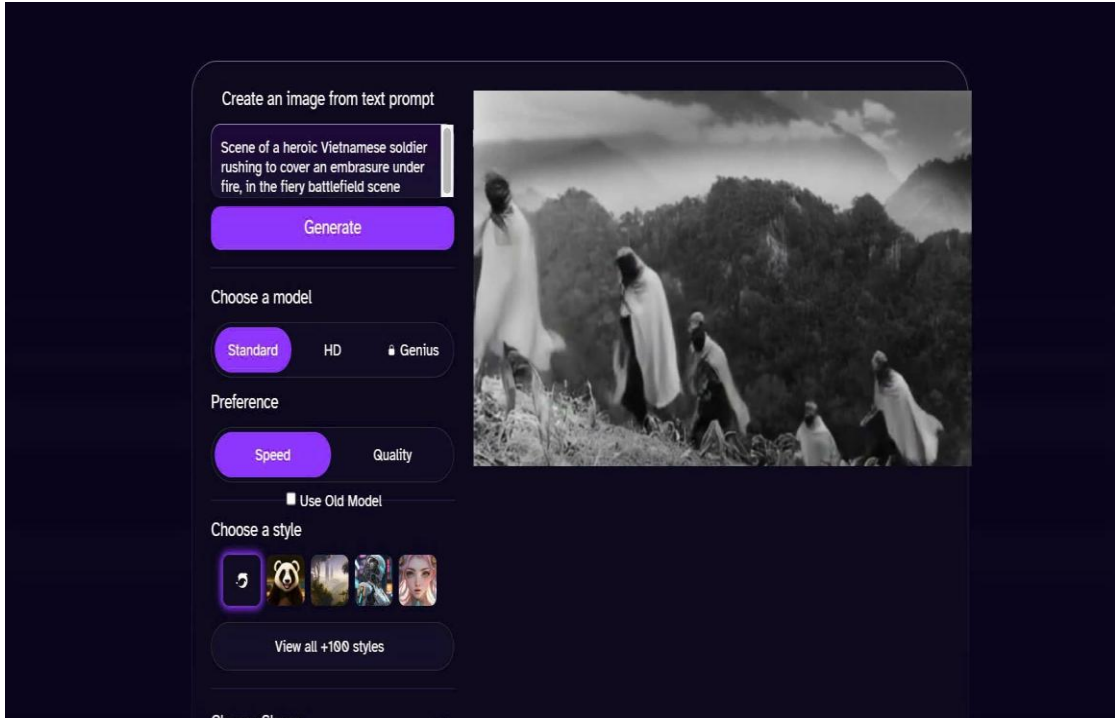 Create an image from text prompt
Scene of a heroic Vietnamese soldier
rushing to cover an embrasure under
fire, in the fiery battlefield scene
Generate
Choose a model
Standard HD Genius
Preference
Speed Quality
Use Old Model
Choose a style
View all +100 styles